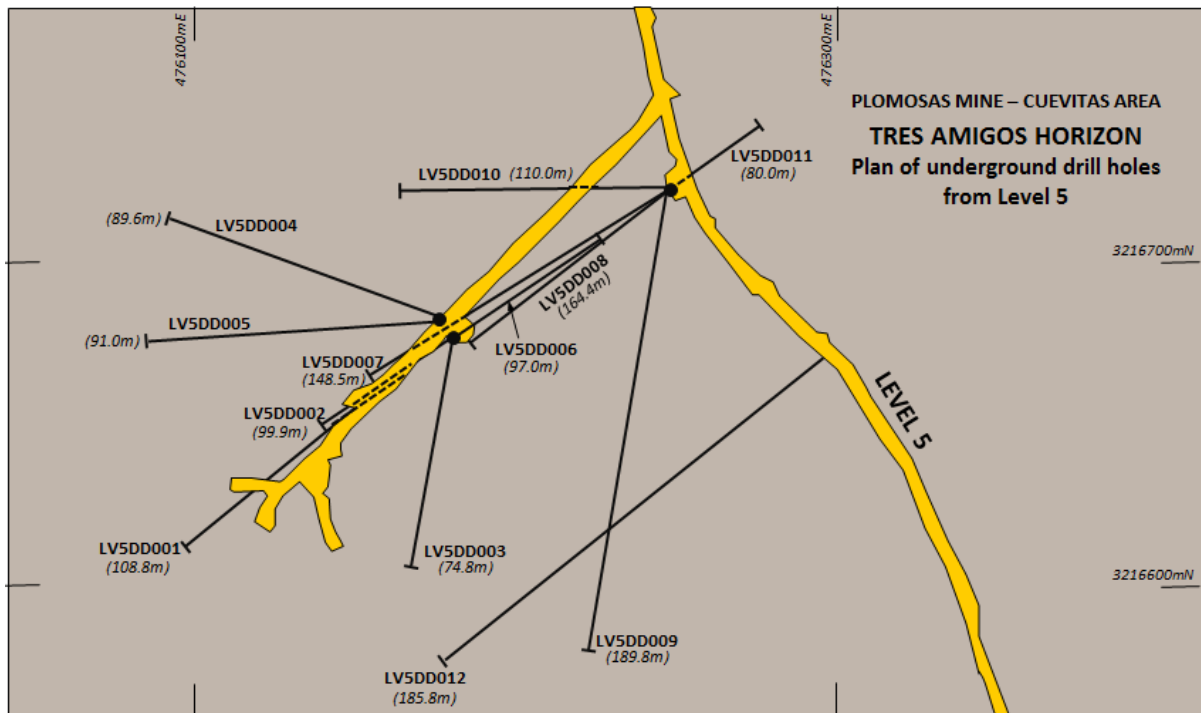 476100mE
476300mE
PLOMOSAS MINE – CUEVITAS AREA
TRES AMIGOS HORIZON
Plan of underground drill holes
from Level 5
LV5DD011
(80.0m)
LV5DD010 (110.0m)
(89.6m)
LV5DD004
3216700mN
LV5DD008
(164.4m)
LV5DD005
(91.0m)
LV5DD006
(97.0m)
LV5DD007
(148.5m)
LEVEL 5
LV5DD002
(99.9m)
LV5DD001
(108.8m)
LV5DD003
(74.8m)
3216600mN
LV5DD009
(189.8m)
LV5DD012
(185.8m)